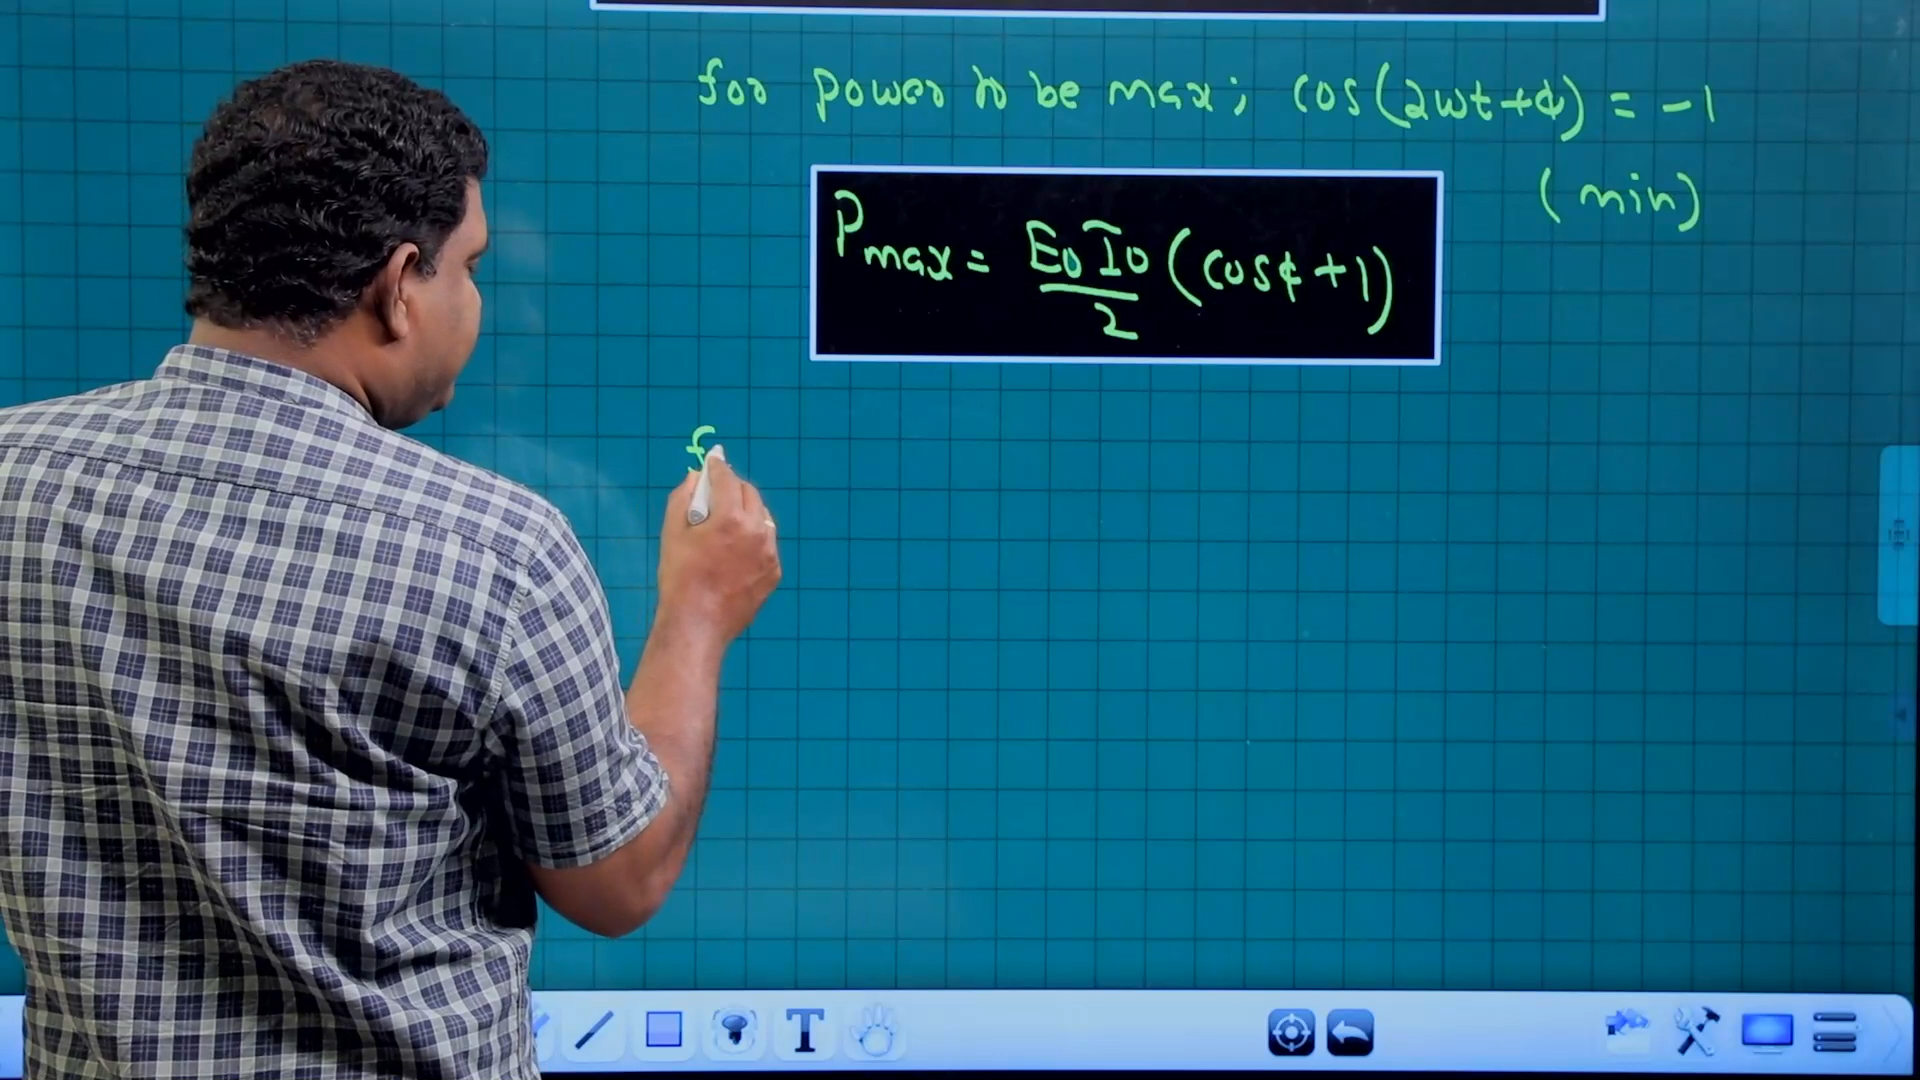 for power to be max; cos(2ωt+ϕ) = -1
(min)
Pmax = E0I0/2 (cosϕ+1)
f
T